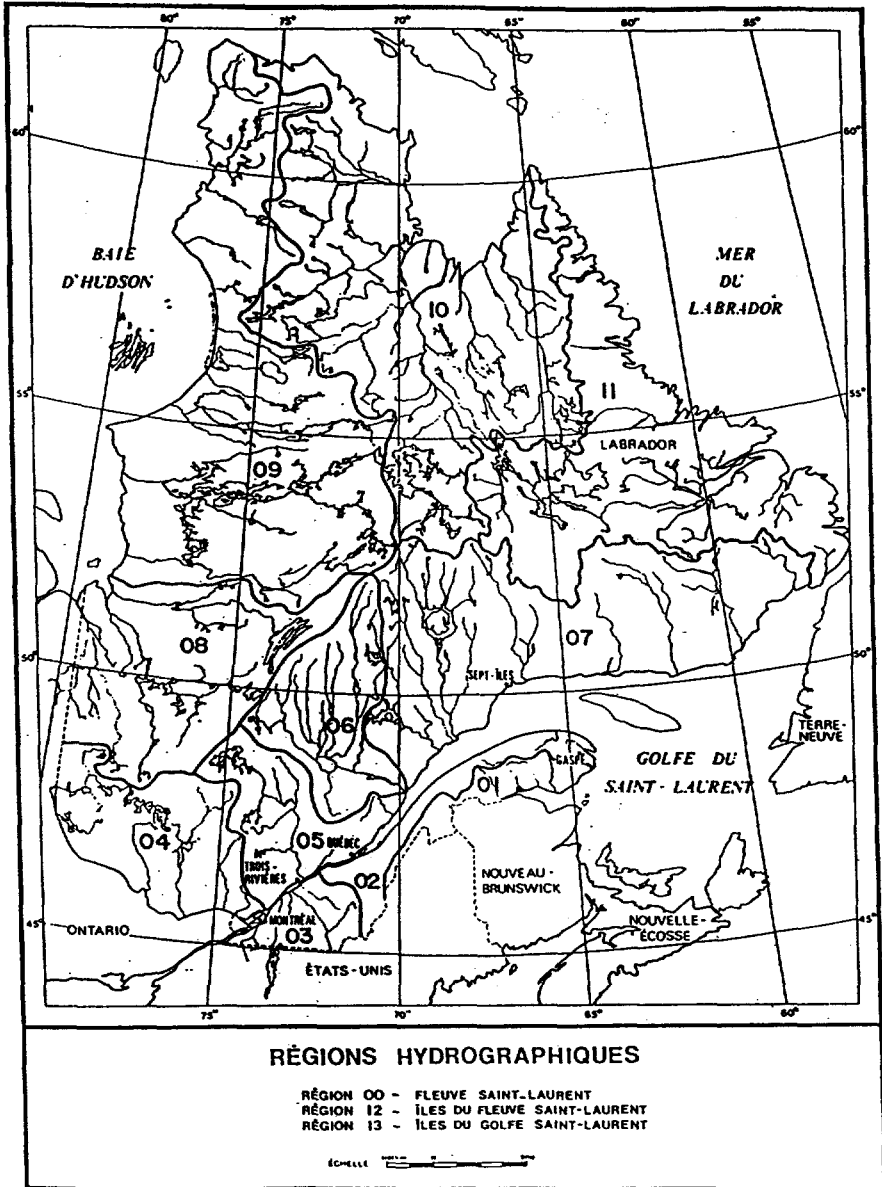 80° 75° 70° 65° 60° 55°
60° 60°
BAIE
D'HUDSON
MER
DU
LABRADOR
10
55° 55°
11
LABRADOR
09
08
07
50° 50°
SEPT-ÎLES
06
TERRE-
NEUVE
GOLFE DU
SAINT-LAURENT
GASPÉ
01
04
05
QUÉBEC
TROIS-
RIVIÈRES
02
NOUVEAU-
BRUNSWICK
45° 45°
ONTARIO
MONTRÉAL
03
NOUVELLE-
ÉCOSSE
ÉTATS-UNIS
75° 70° 65° 60°
RÉGIONS HYDROGRAPHIQUES
RÉGION 00 - FLEUVE SAINT-LAURENT
RÉGION 12 - ÎLES DU FLEUVE SAINT-LAURENT
RÉGION 13 - ÎLES DU GOLFE SAINT-LAURENT
ÉCHELLE